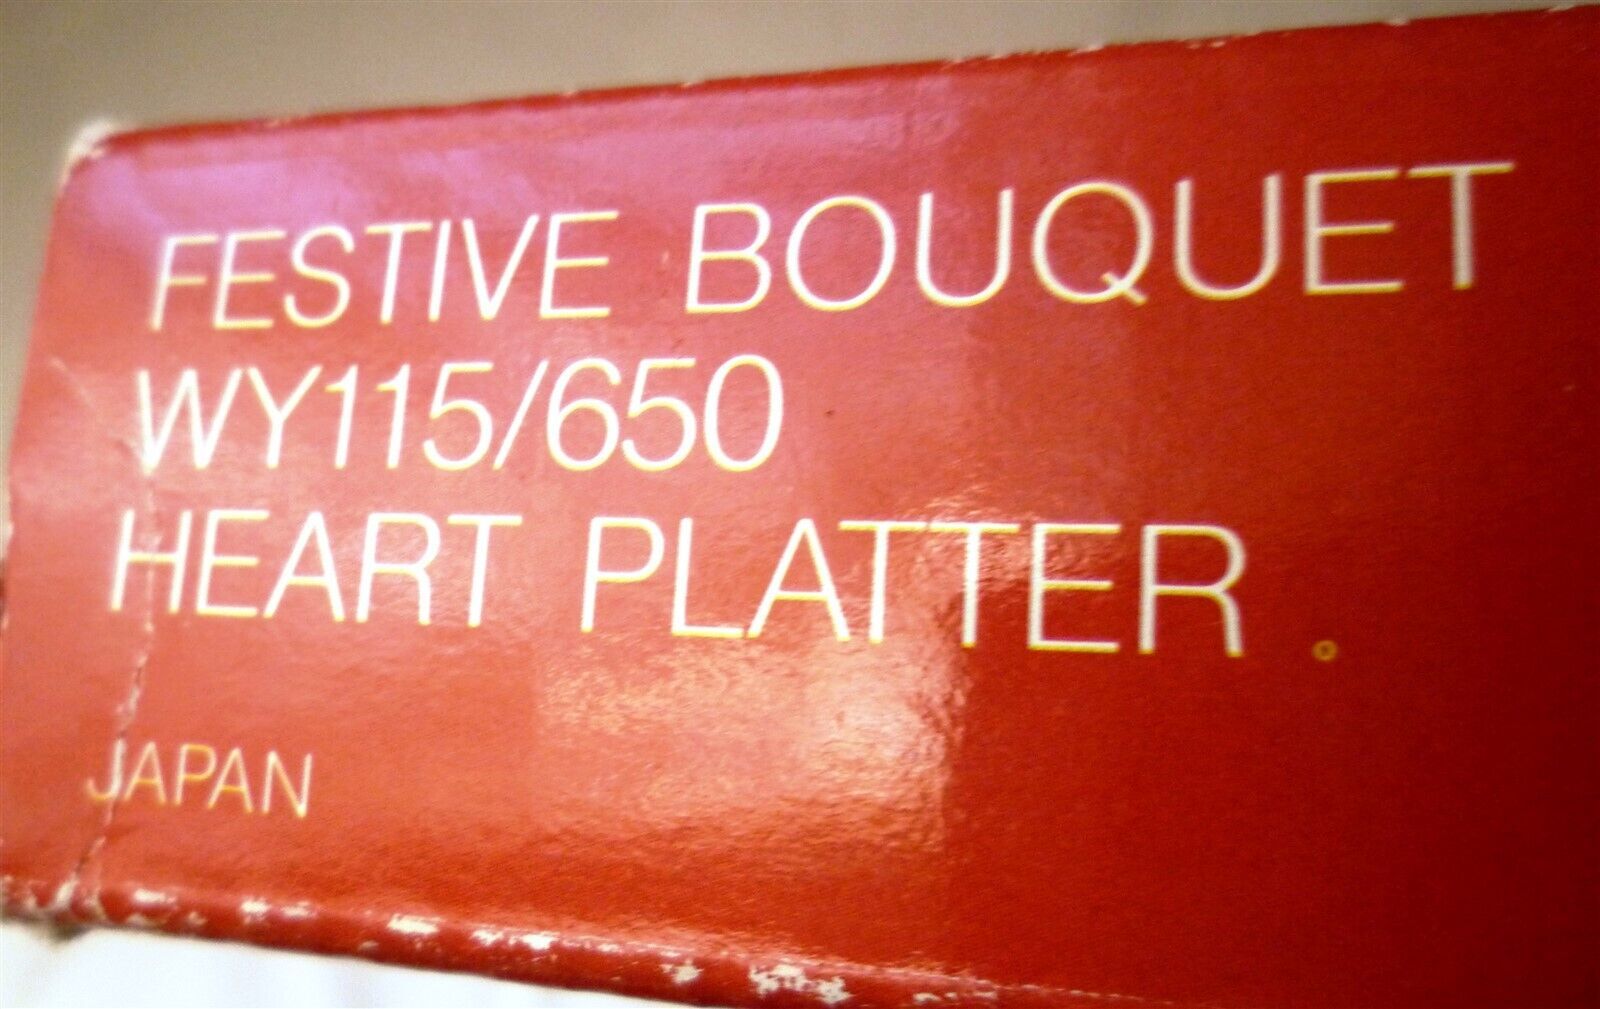 FESTIVE BOUQUET
WY115/650
HEART PLATTER
JAPAN